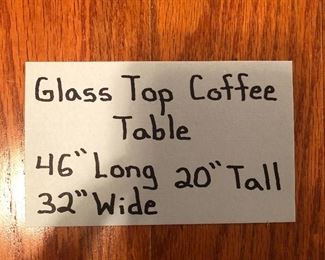 Glass Top Coffee
Table
46" Long 20" Tall
32" Wide